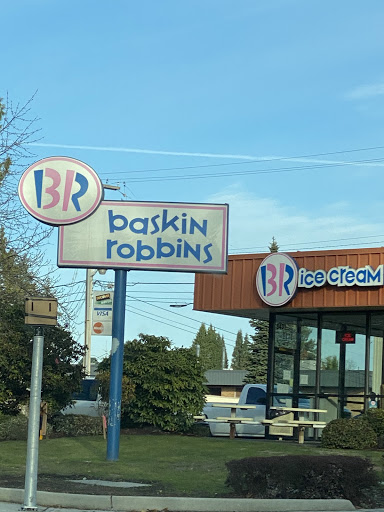 BR
baskin
robbins
BR ice cream
VISA